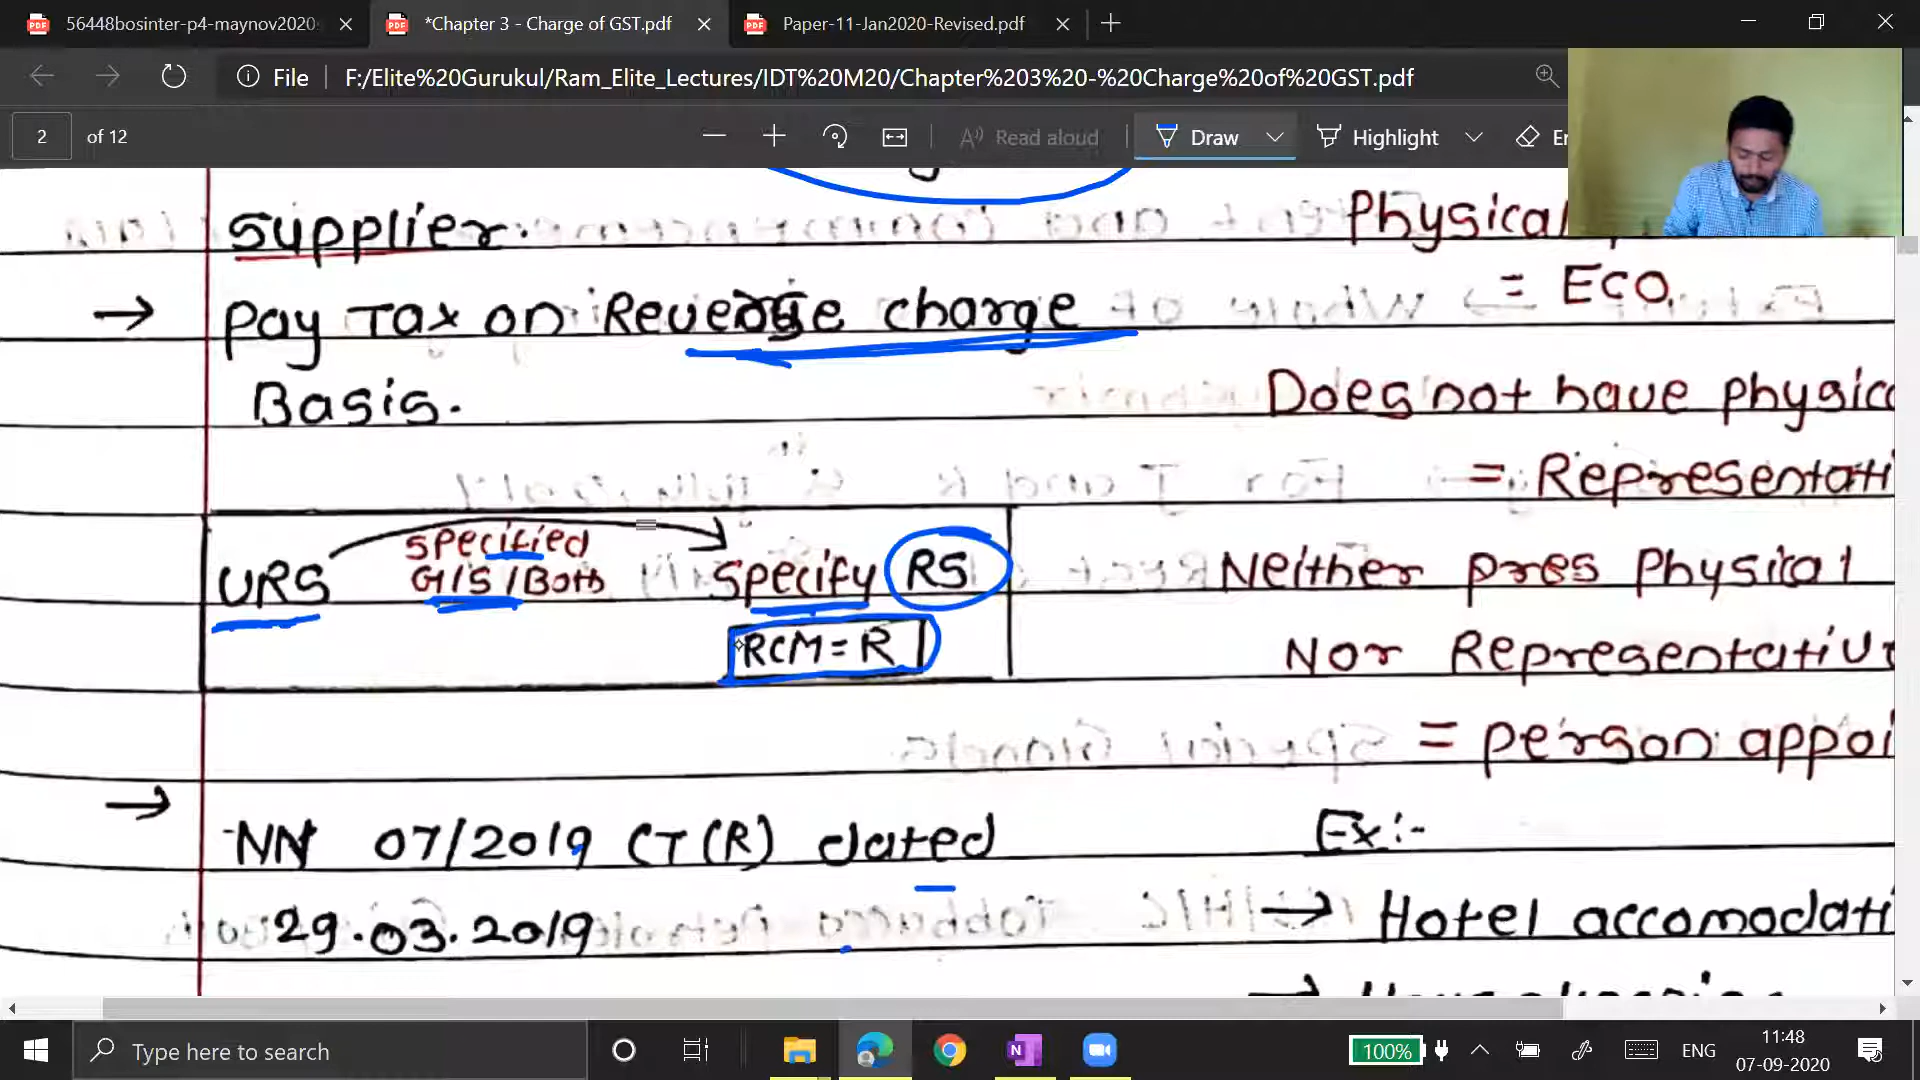 56448bosinter-p4-maynov2020
*Chapter 3 - Charge of GST.pdf
Paper-11-Jan2020-Revised.pdf
File
F:/Elite%20Gurukul/Ram_Elite_Lectures/IDT%20M20/Chapter%203%20-%20Charge%20of%20GST.pdf
2 of 12
Read aloud
Draw
Highlight
Supplier.
→ Pay Tax on Reverse charge
Basis.
URS
Specified
G/S/Both
Specify RS
RCM = R
→ NN 07/2019 CT(R) dated
29.03.2019
Physical
= ECO
Does not have physic
= Representati
Neither pres Physical
Nor Representativ
= person appoi
Ex:-
→ Hotel accomodati
Type here to search
100%
ENG
11:48
07-09-2020